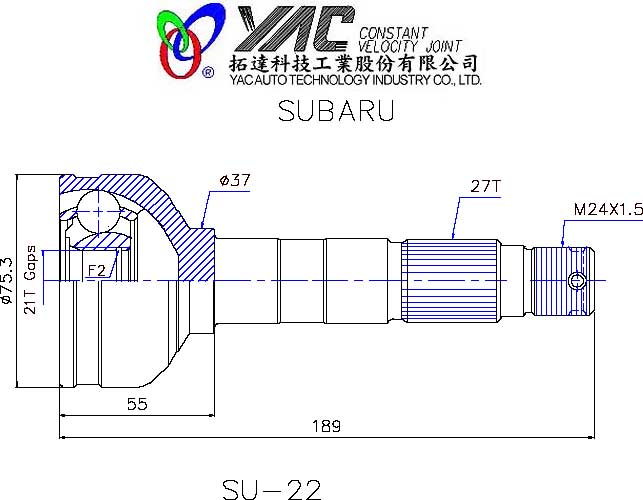 YAC CONSTANT
VELOCITY JOINT
®
拓達科技工業股份有限公司
YAC AUTO TECHNOLOGY INDUSTRY CO., LTD.
SUBARU
ø37
27T
M24X1.5
ø75.3
21T Gaps
F2
55
189
SU-22